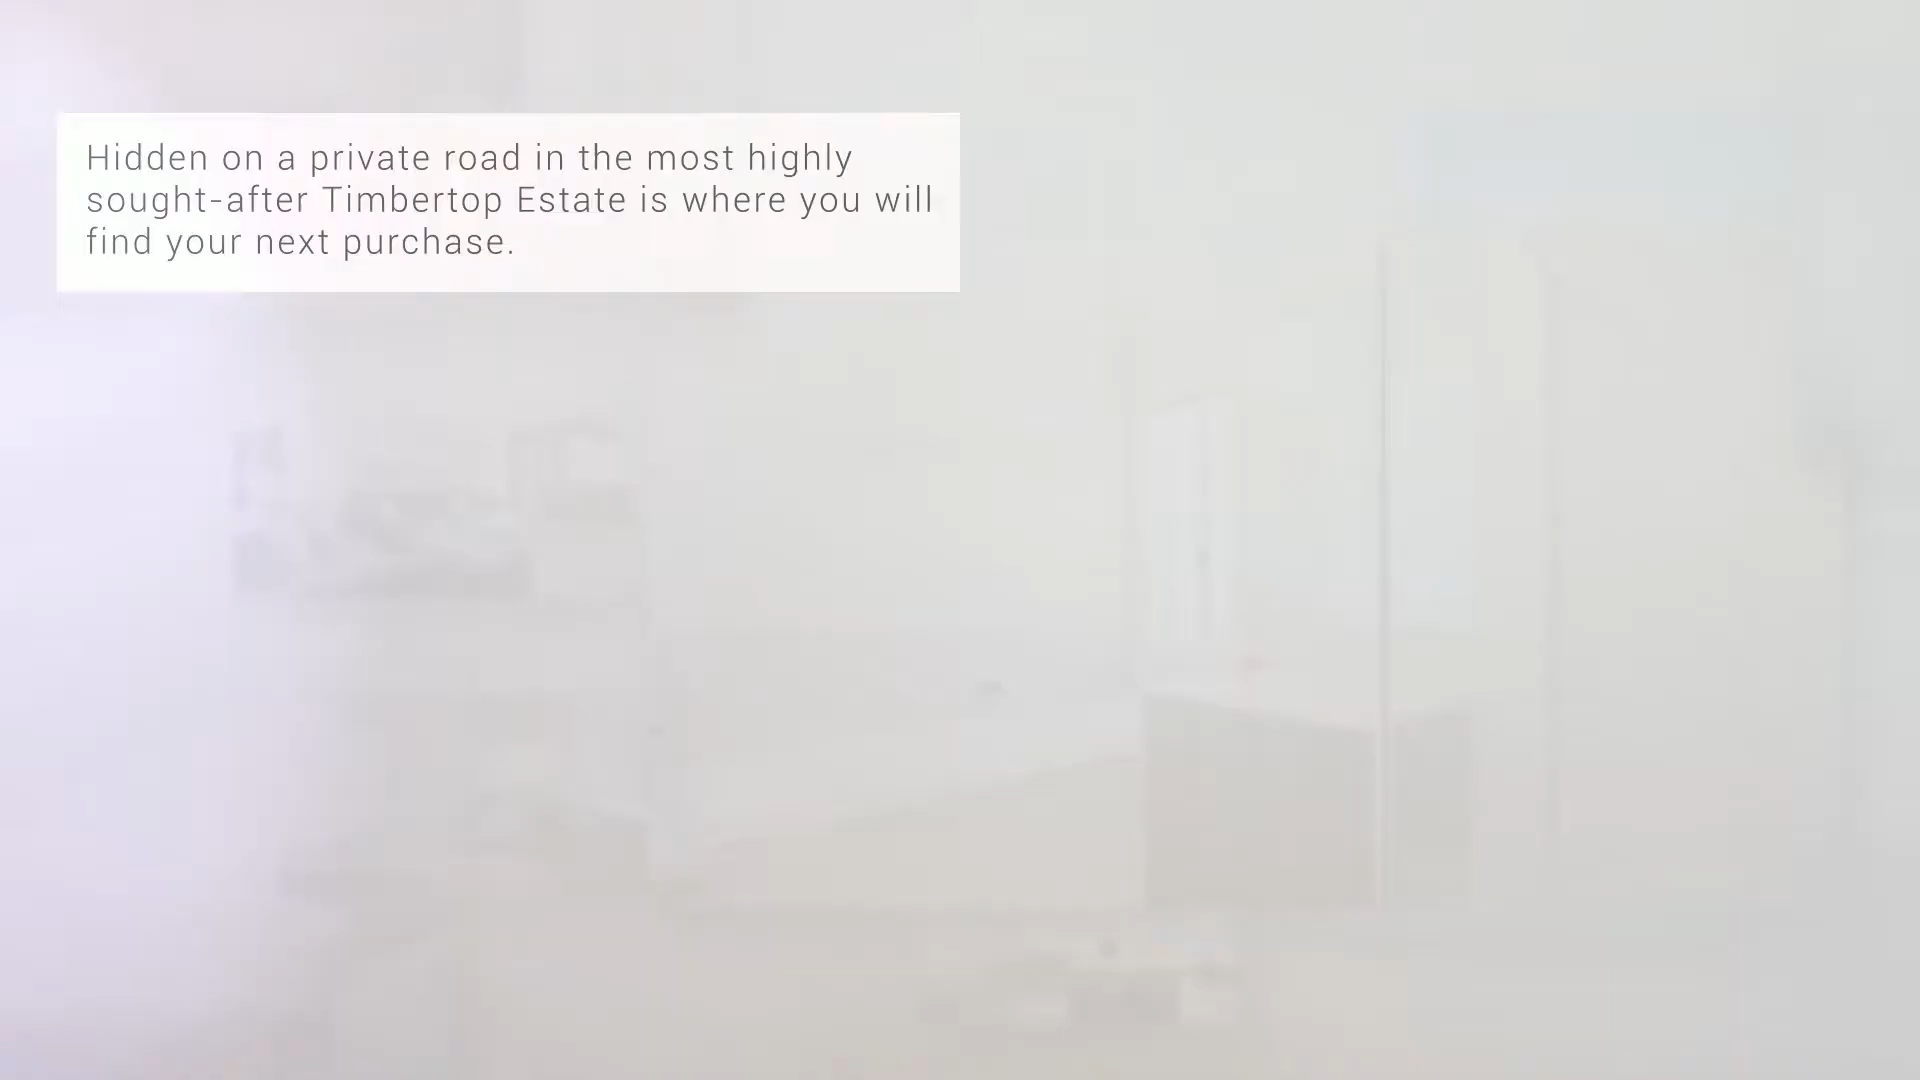 Hidden on a private road in the most highly
sought-after Timbertop Estate is where you will
find your next purchase.